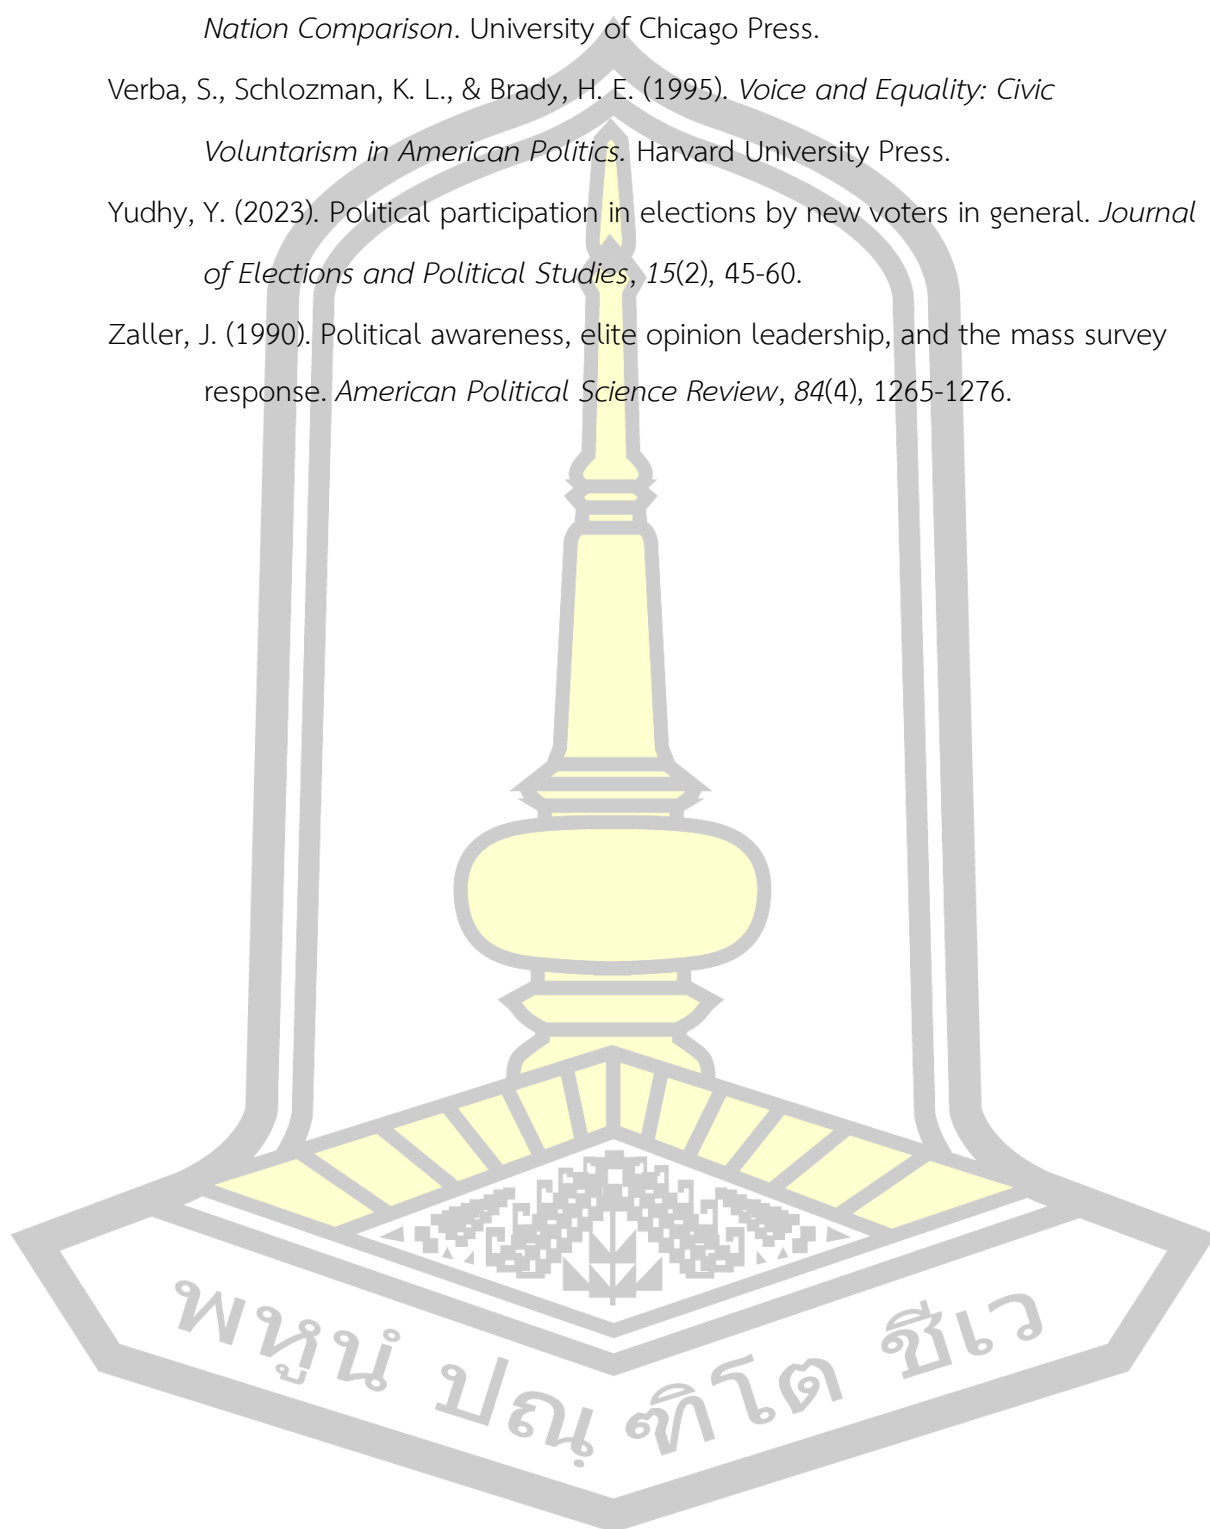 Nation Comparison. University of Chicago Press.
Verba, S., Schlozman, K. L., & Brady, H. E. (1995). Voice and Equality: Civic
Voluntarism in American Politics. Harvard University Press.
Yudhy, Y. (2023). Political participation in elections by new voters in general. Journal
of Elections and Political Studies, 15(2), 45-60.
Zaller, J. (1990). Political awareness, elite opinion leadership, and the mass survey
response. American Political Science Review, 84(4), 1265-1276.
พหูนํ ปณฺ ฑิโต ชีเว